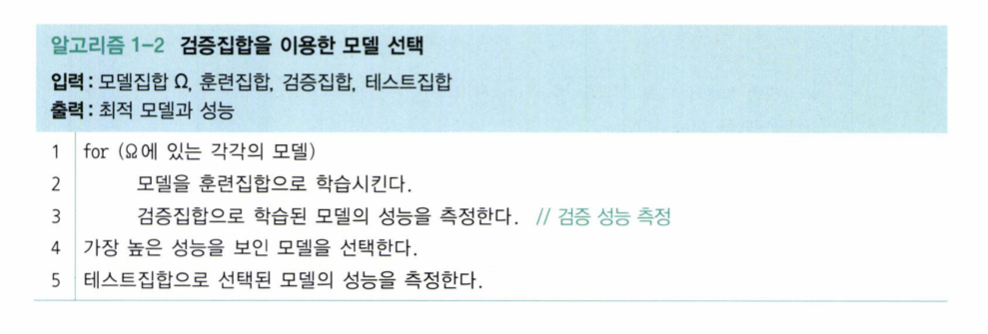 알고리즘 1-2 검증집합을 이용한 모델 선택
입력 : 모델집합 Ω, 훈련집합, 검증집합, 테스트집합
출력 : 최적 모델과 성능
1 for (Ω에 있는 각각의 모델)
2 모델을 훈련집합으로 학습시킨다.
3 검증집합으로 학습된 모델의 성능을 측정한다. // 검증 성능 측정
4 가장 높은 성능을 보인 모델을 선택한다.
5 테스트집합으로 선택된 모델의 성능을 측정한다.